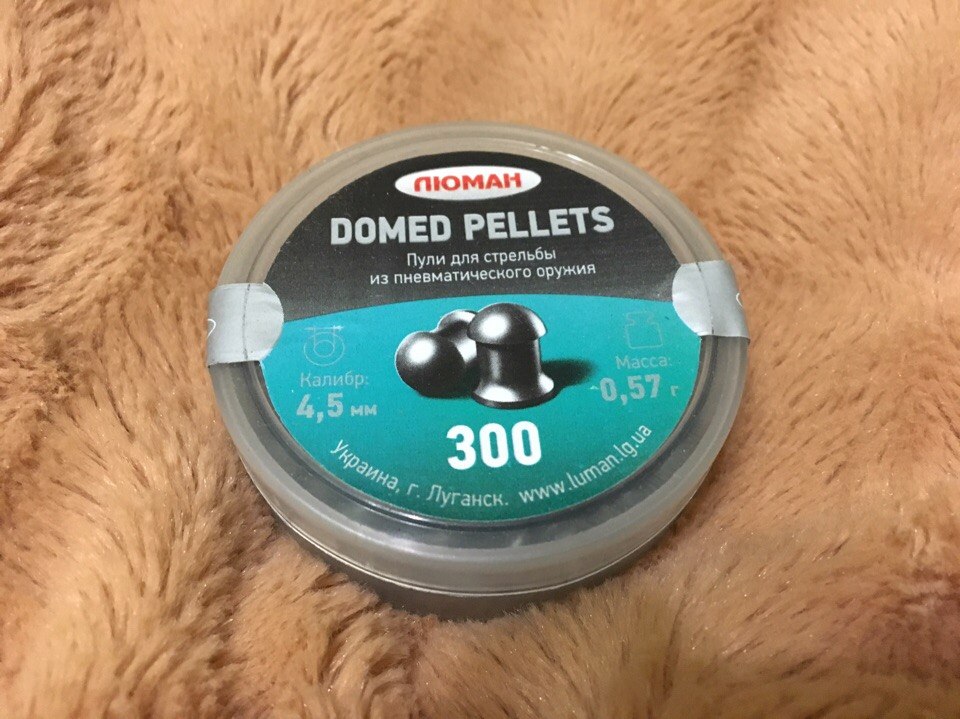 ЛЮМАН
DOMED PELLETS
Пули для стрельбы
из пневматического оружия
Калибр:
4,5 мм
Масса:
0,57 г
300
Украина, г. Луганск. www.luman.lg.ua